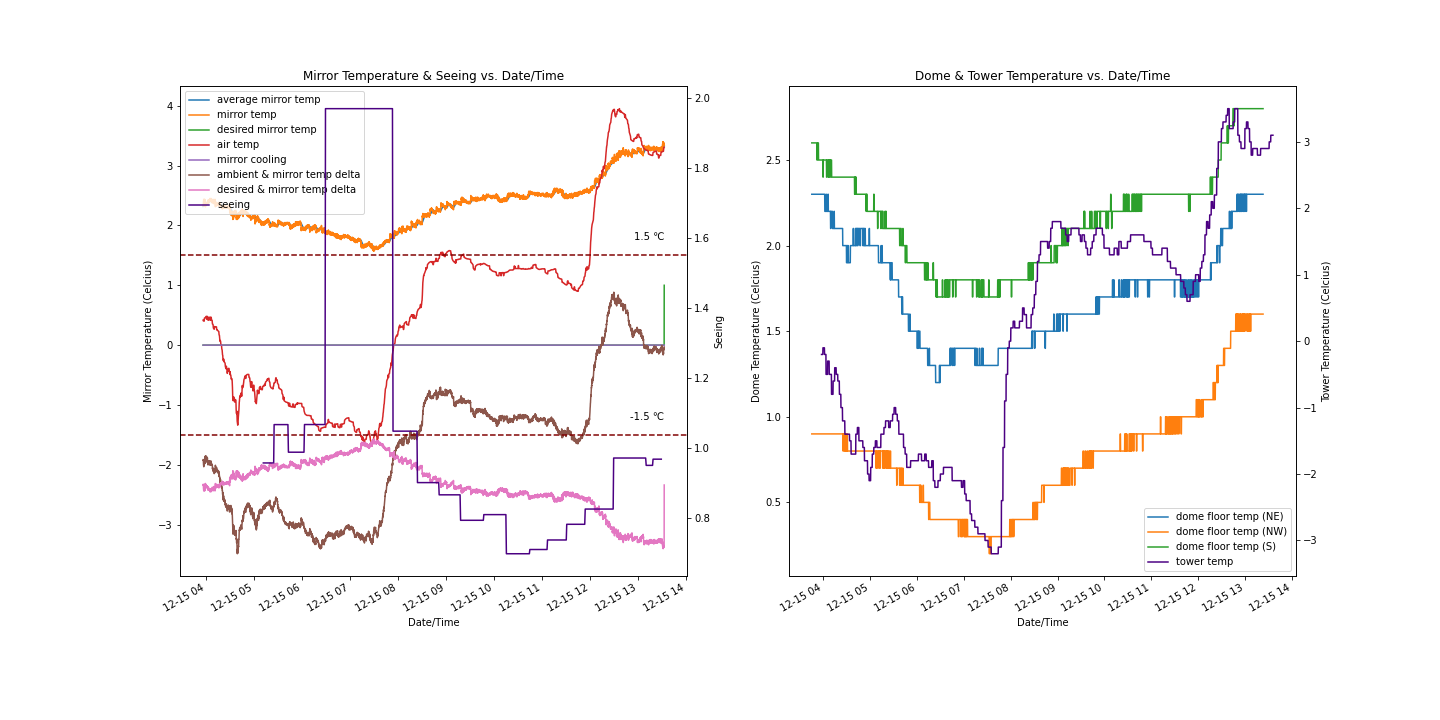 Mirror Temperature & Seeing vs. Date/Time
4
3
2
1
0
−1
−2
−3
Mirror Temperature (Celcius)
average mirror temp
mirror temp
desired mirror temp
air temp
mirror cooling
ambient & mirror temp delta
desired & mirror temp delta
seeing
1.5 °C
-1.5 °C
2.0
1.8
1.6
1.4
1.2
1.0
0.8
Seeing
12-15 04
12-15 05
12-15 06
12-15 07
12-15 08
12-15 09
12-15 10
12-15 11
12-15 12
12-15 13
12-15 14
Date/Time
Dome & Tower Temperature vs. Date/Time
2.5
2.0
1.5
1.0
0.5
Dome Temperature (Celcius)
dome floor temp (NE)
dome floor temp (NW)
dome floor temp (S)
tower temp
3
2
1
0
−1
−2
−3
Tower Temperature (Celcius)
12-15 04
12-15 05
12-15 06
12-15 07
12-15 08
12-15 09
12-15 10
12-15 11
12-15 12
12-15 13
12-15 14
Date/Time